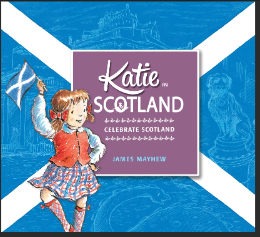 Katie IN
SCOTLAND
CELEBRATE SCOTLAND
JAMES MAYHEW